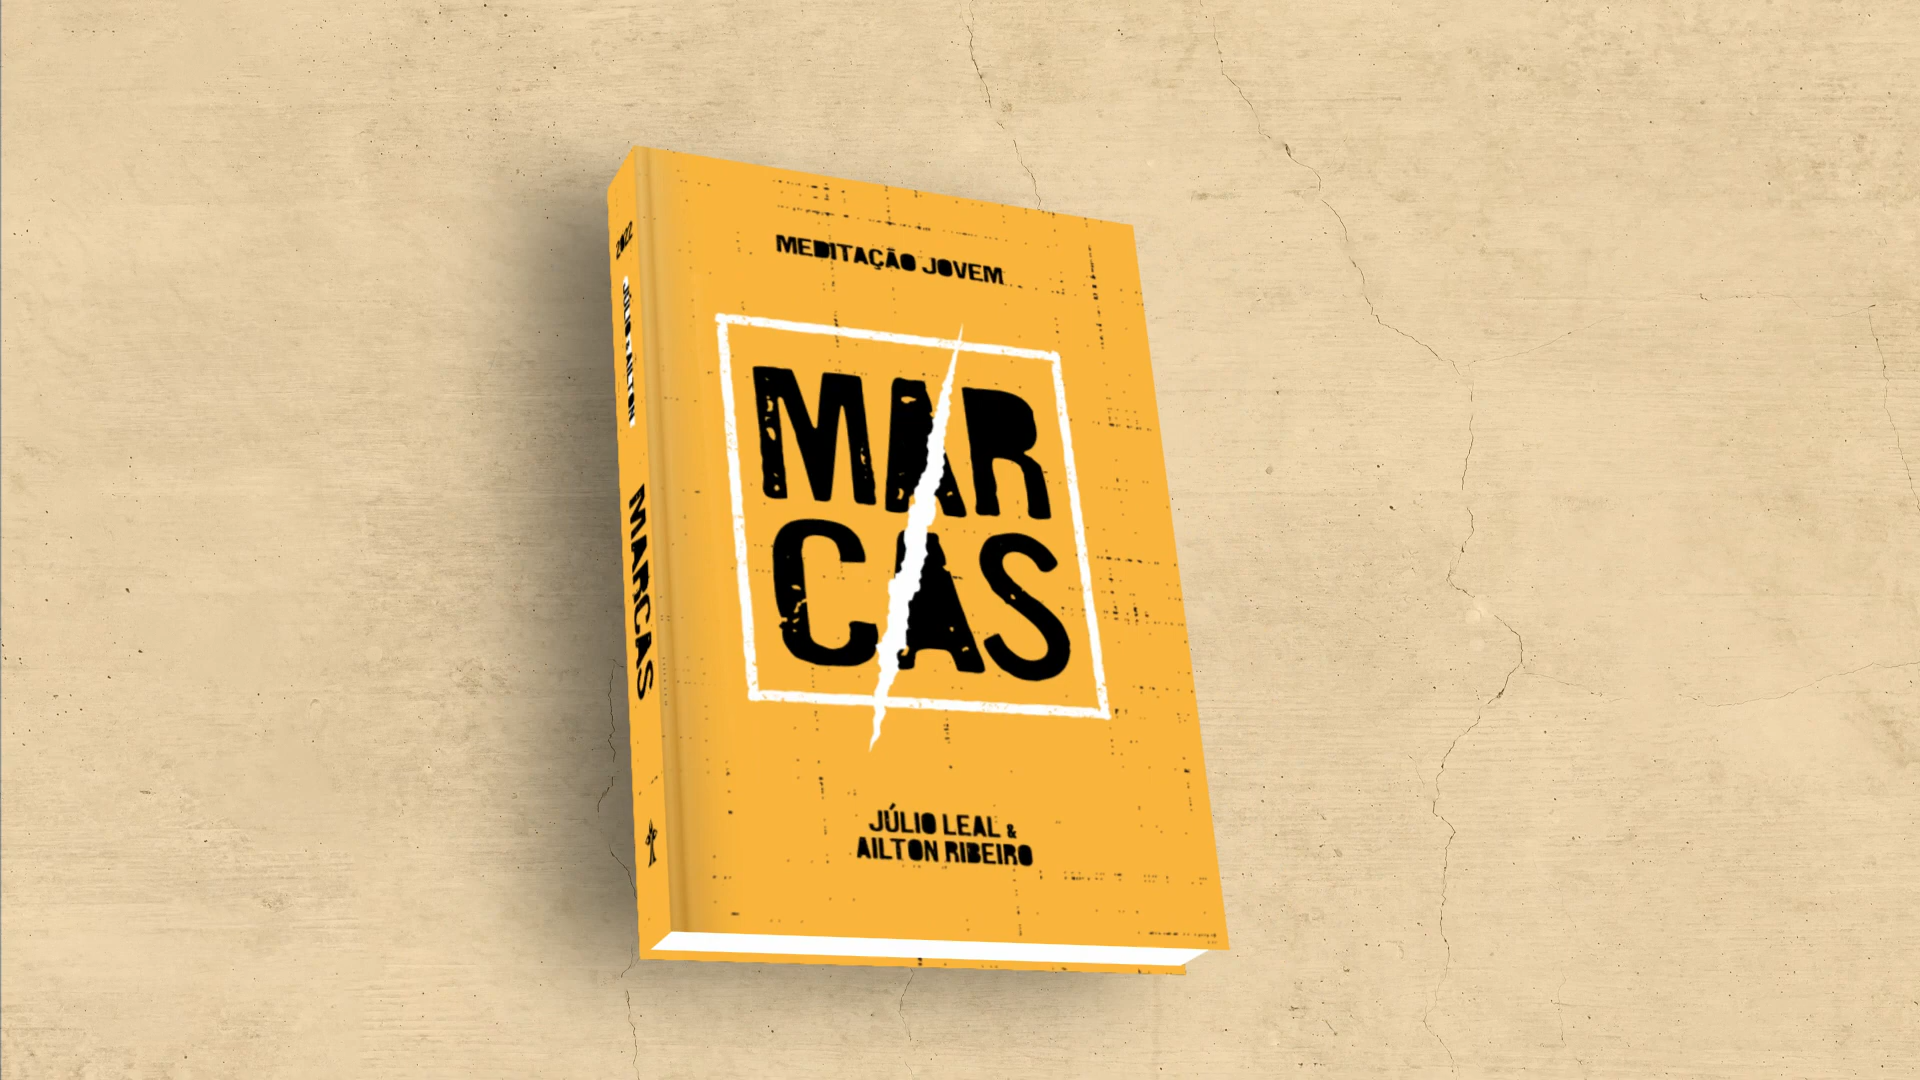 MEDITAÇÃO JOVEM
MAR
CAS
JÚLIO LEAL &
AILTON RIBEIRO
2022
JÚLIO & AILTON
MARCAS